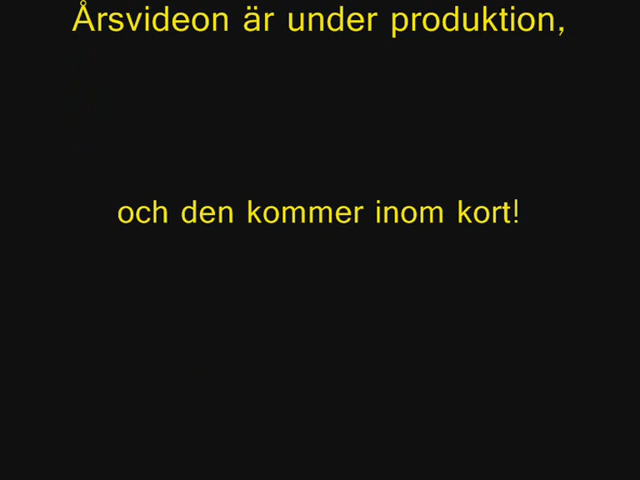 Årsvideon är under produktion,
och den kommer inom kort!